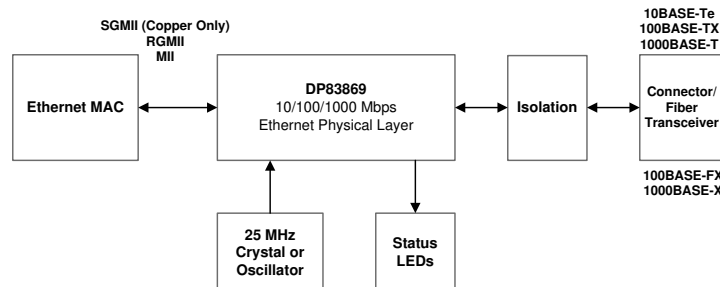 SGMII (Copper Only)
RGMII
MII
10BASE-Te
100BASE-TX
1000BASE-T
Ethernet MAC
DP83869
10/100/1000 Mbps
Ethernet Physical Layer
Isolation
Connector/
Fiber
Transceiver
100BASE-FX
1000BASE-X
25 MHz
Crystal or
Oscillator
Status
LEDs